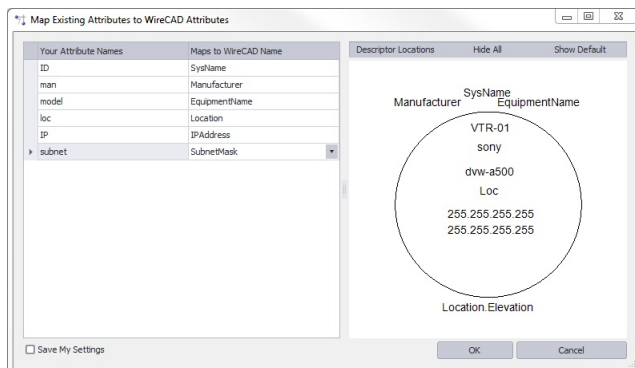 Map Existing Attributes to WireCAD Attributes
Your Attribute Names Maps to WireCAD Name
ID SysName
man Manufacturer
model EquipmentName
loc Location
IP IPAddress
subnet SubnetMask
Descriptor Locations Hide All Show Default
SysName
Manufacturer EquipmentName
VTR-01
sony
dvw-a500
Loc
255.255.255.255
255.255.255.255
Location.Elevation
Save My Settings
OK Cancel